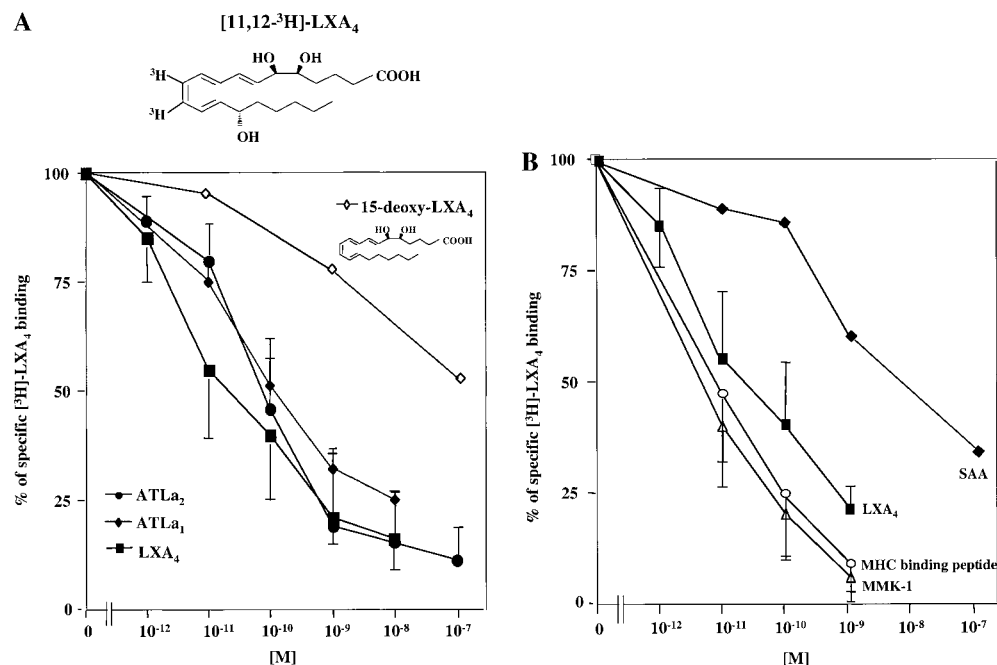 A
[11,12-³H]-LXA₄
HO OH
³H
COOH
³H
OH
% of specific [³H]-LXA₄ binding
100
75
50
25
0
15-deoxy-LXA₄
HO OH
COOH
ATLa₂
ATLa₁
LXA₄
0 10⁻¹² 10⁻¹¹ 10⁻¹⁰ 10⁻⁹ 10⁻⁸ 10⁻⁷
[M]
B
% of specific [³H]-LXA₄ binding
100
75
50
25
0
SAA
LXA₄
MHC binding peptide
MMK-1
0 10⁻¹² 10⁻¹¹ 10⁻¹⁰ 10⁻⁹ 10⁻⁸ 10⁻⁷
[M]